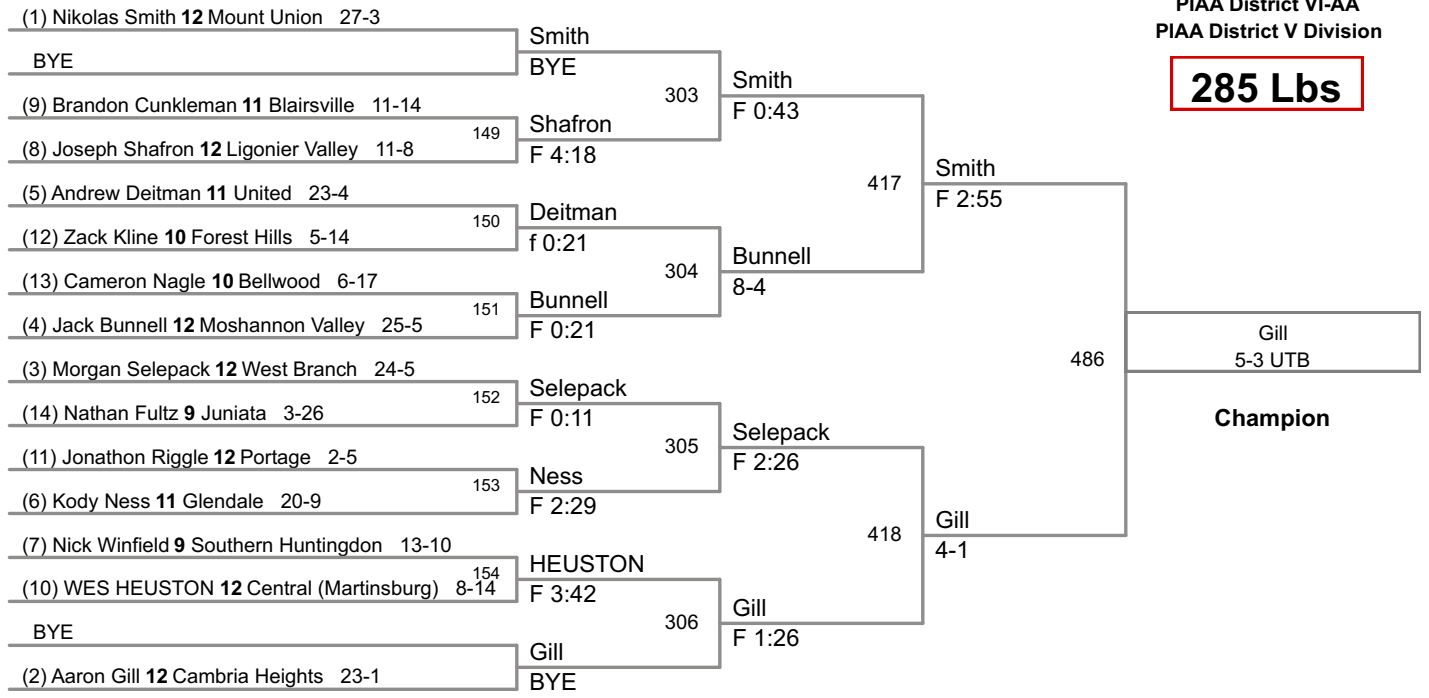 PIAA District VI-AA
PIAA District V Division
285 Lbs
(1) Nikolas Smith 12 Mount Union 27-3
BYE
Smith
BYE
(9) Brandon Cunkleman 11 Blairsville 11-14
149
(8) Joseph Shafron 12 Ligonier Valley 11-8
Shafron
F 4:18
303
Smith
F 0:43
(5) Andrew Deitman 11 United 23-4
150
(12) Zack Kline 10 Forest Hills 5-14
Deitman
f 0:21
(13) Cameron Nagle 10 Bellwood 6-17
151
(4) Jack Bunnell 12 Moshannon Valley 25-5
Bunnell
F 0:21
304
Bunnell
8-4
417
Smith
F 2:55
(3) Morgan Selepack 12 West Branch 24-5
152
(14) Nathan Fultz 9 Juniata 3-26
Selepack
F 0:11
(11) Jonathon Riggle 12 Portage 2-5
153
(6) Kody Ness 11 Glendale 20-9
Ness
F 2:29
305
Selepack
F 2:26
(7) Nick Winfield 9 Southern Huntingdon 13-10
154
(10) WES HEUSTON 12 Central (Martinsburg) 8-14
HEUSTON
F 3:42
BYE
(2) Aaron Gill 12 Cambria Heights 23-1
Gill
BYE
306
Gill
F 1:26
418
Gill
4-1
486
Gill
5-3 UTB
Champion